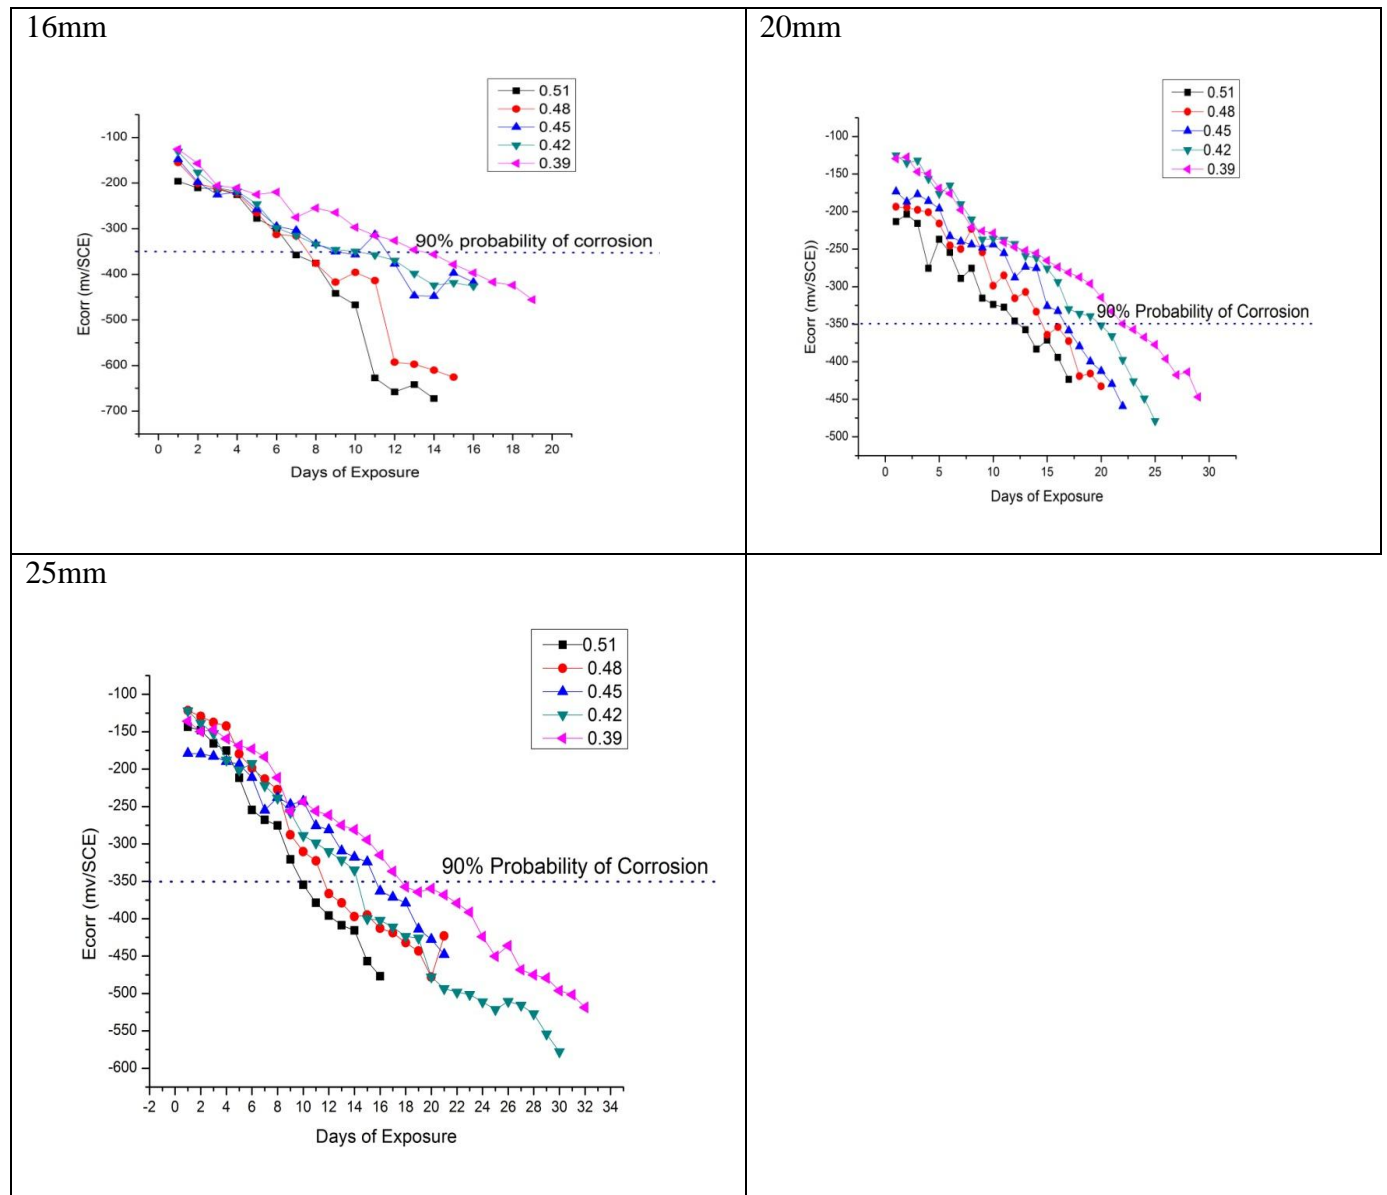 16mm
0.51
0.48
0.45
0.42
0.39
-100
-200
-300
-400
-500
-600
-700
Ecorr (mv/SCE)
90% probability of corrosion
0 2 4 6 8 10 12 14 16 18 20
Days of Exposure
20mm
0.51
0.48
0.45
0.42
0.39
-100
-150
-200
-250
-300
-350
-400
-450
-500
Ecorr (mv/SCE))
90% Probability of Corrosion
0 5 10 15 20 25 30
Days of Exposure
25mm
0.51
0.48
0.45
0.42
0.39
-100
-150
-200
-250
-300
-350
-400
-450
-500
-550
-600
Ecorr (mv/SCE)
90% Probability of Corrosion
-2 0 2 4 6 8 10 12 14 16 18 20 22 24 26 28 30 32 34
Days of Exposure